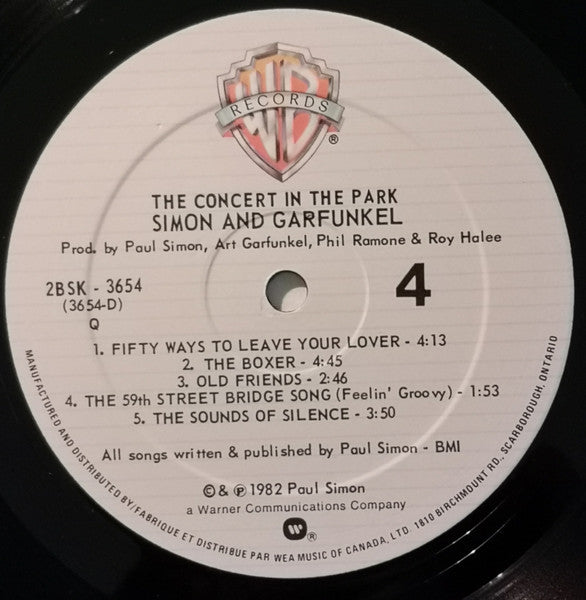 WB
RECORDS
®
THE CONCERT IN THE PARK
SIMON AND GARFUNKEL
Prod. by Paul Simon, Art Garfunkel, Phil Ramone & Roy Halee
2BSK - 3654
(3654-D)
Q
4
1. FIFTY WAYS TO LEAVE YOUR LOVER - 4:13
2. THE BOXER - 4:45
3. OLD FRIENDS - 2:46
4. THE 59th STREET BRIDGE SONG (Feelin' Groovy) - 1:53
5. THE SOUNDS OF SILENCE - 3:50
All songs written & published by Paul Simon - BMI
© & ℗ 1982 Paul Simon
a Warner Communications Company
®
MANUFACTURED AND DISTRIBUTED BY/FABRIQUE ET DISTRIBUE PAR WEA MUSIC OF CANADA, LTD. 1810 BIRCHMOUNT RD., SCARBOROUGH, ONTARIO